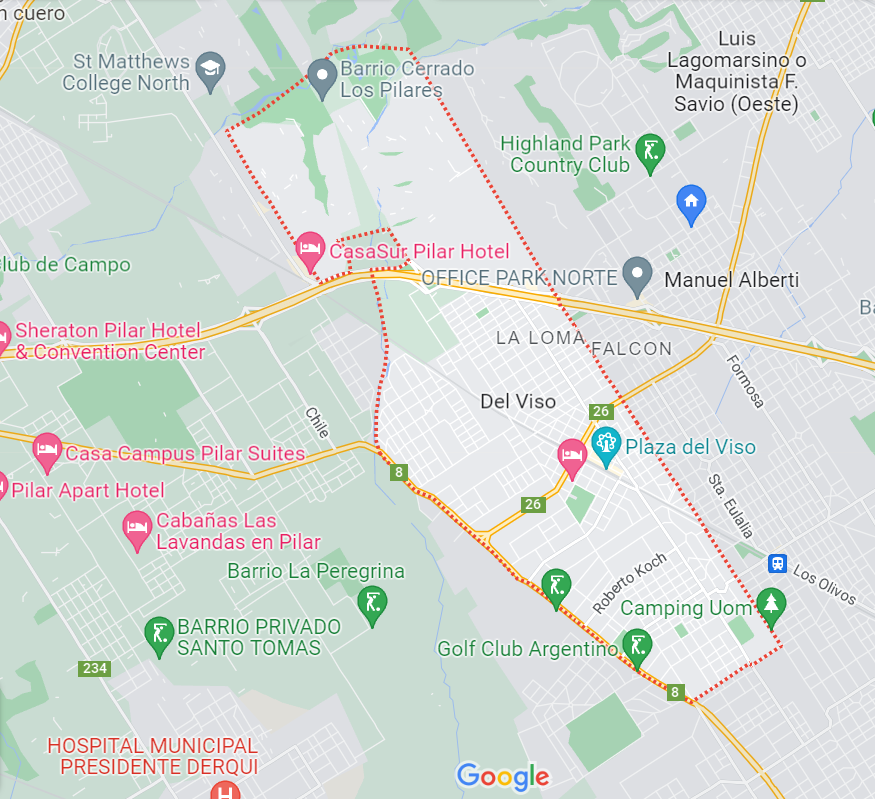 n cuero
St Matthews
College North
Barrio Cerrado
Los Pilares
Luis
Lagomarsino o
Maquinista F.
Savio (Oeste)
Highland Park
Country Club
CasaSur Pilar Hotel
lub de Campo
OFFICE PARK NORTE
Manuel Alberti
Ba
Sheraton Pilar Hotel
& Convention Center
LA LOMA
FALCON
Formosa
Del Viso
26
Chile
Plaza del Viso
Casa Campus Pilar Suites
8
Pilar Apart Hotel
26
Sta. Eulalia
Cabañas Las
Lavandas en Pilar
Barrio La Peregrina
Roberto Koch
Los Olivos
Camping Uom
BARRIO PRIVADO
SANTO TOMAS
Golf Club Argentino
234
8
HOSPITAL MUNICIPAL
PRESIDENTE DERQUI
H
Google